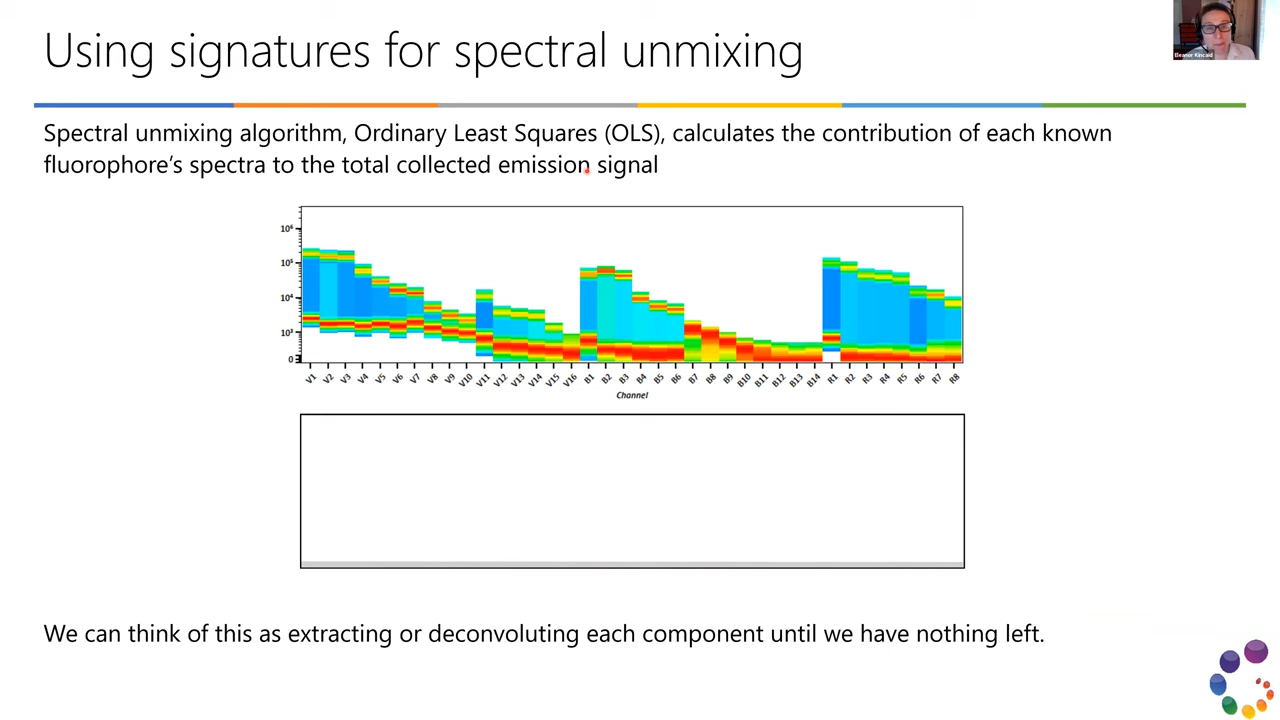 Using signatures for spectral unmixing
Eleanor Kincaid
Spectral unmixing algorithm, Ordinary Least Squares (OLS), calculates the contribution of each known
fluorophore's spectra to the total collected emission signal
10⁶
10⁵
10⁴
10³
0
V1 V2 V3 V4 V5 V6 V7 V8 V9 V10 V11 V12 V13 V14 V15 V16 B1 B2 B3 B4 B5 B6 B7 B8 B9 B10 B11 B12 B13 B14 R1 R2 R3 R4 R5 R6 R7 R8
Channel
We can think of this as extracting or deconvoluting each component until we have nothing left.